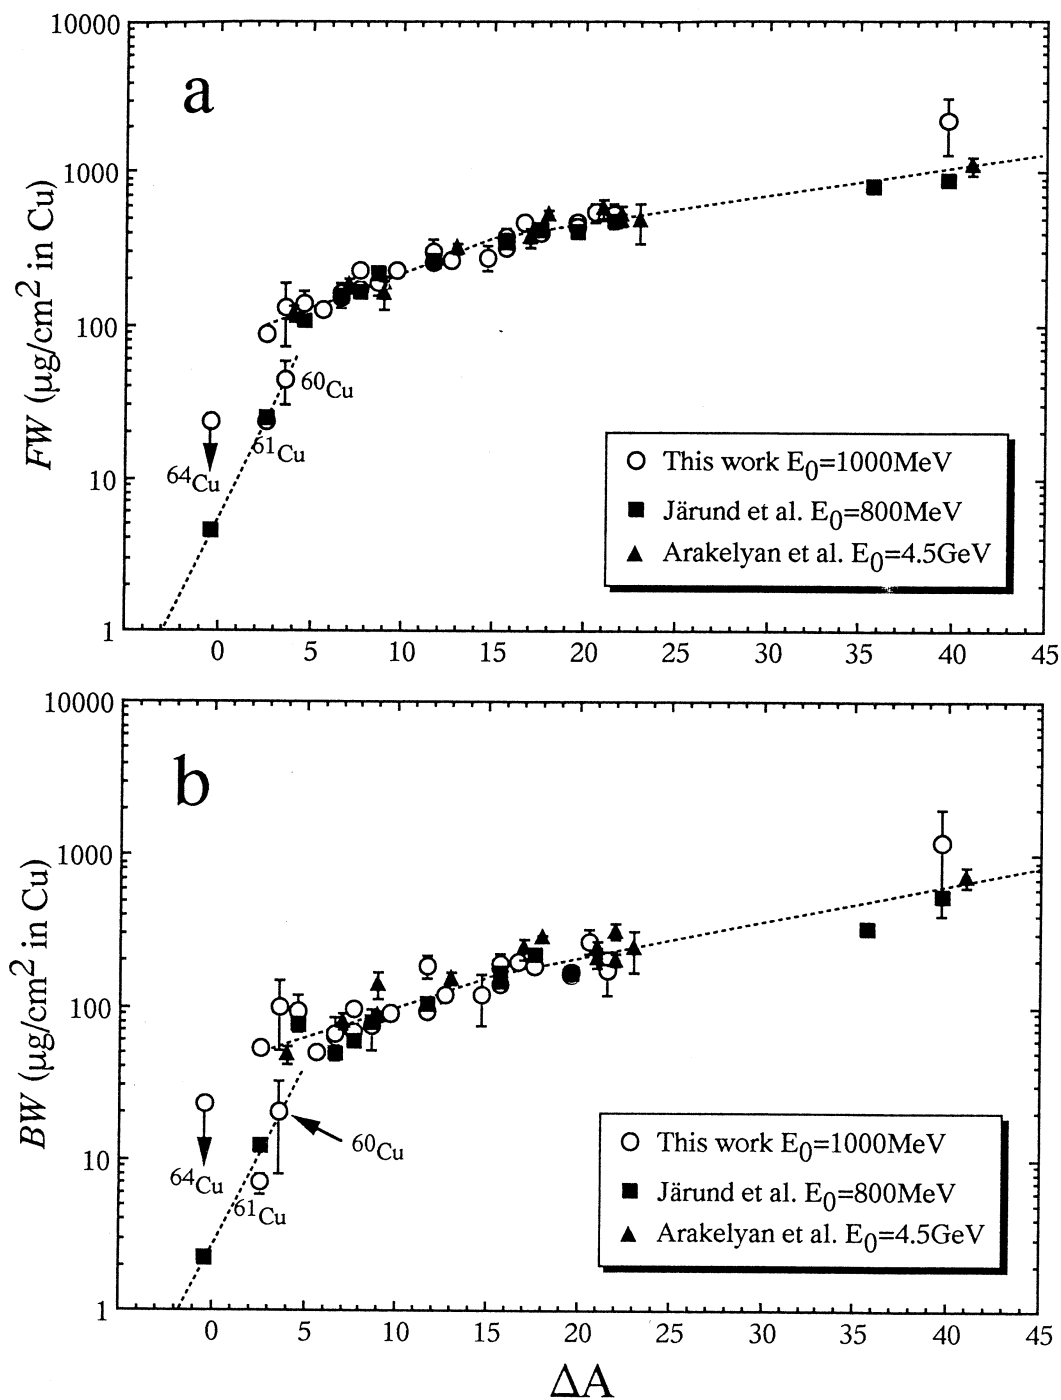 10000
1000
100
10
1
FW (μg/cm² in Cu)
a
⁶⁰Cu
⁶¹Cu
⁶⁴Cu
This work E₀=1000MeV
Järund et al. E₀=800MeV
Arakelyan et al. E₀=4.5GeV
0 5 10 15 20 25 30 35 40 45
10000
1000
100
10
1
BW (μg/cm² in Cu)
b
⁶⁰Cu
⁶⁴Cu
⁶¹Cu
This work E₀=1000MeV
Järund et al. E₀=800MeV
Arakelyan et al. E₀=4.5GeV
0 5 10 15 20 25 30 35 40 45
ΔA